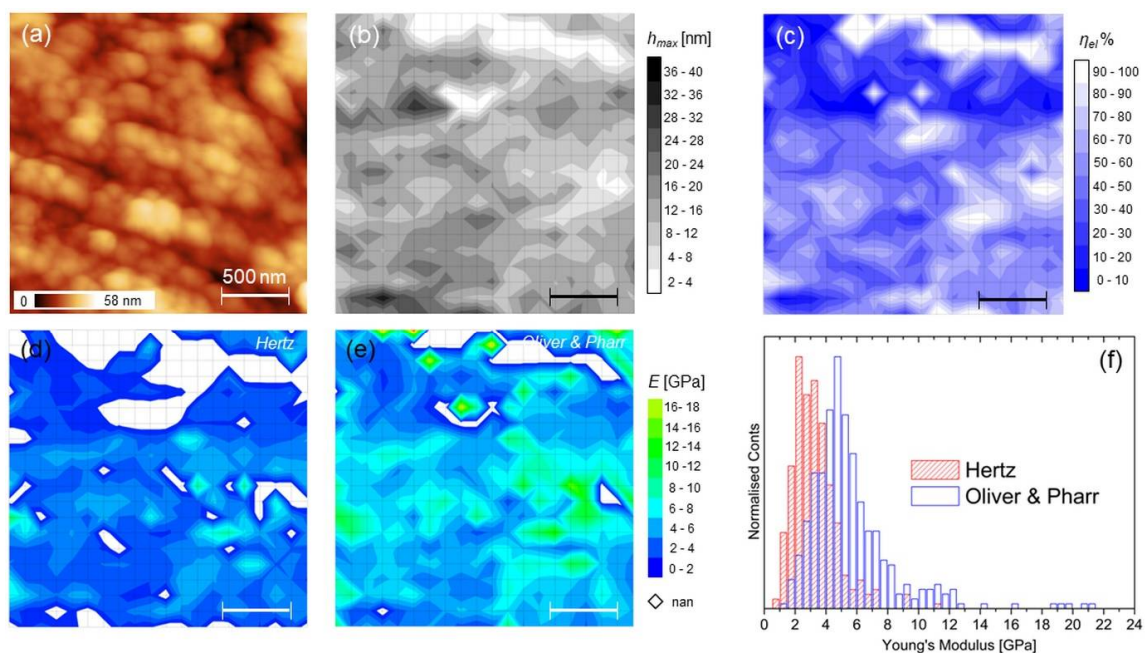 (a)
500 nm
0 58 nm
(b)
hmax [nm]
36 - 40
32 - 36
28 - 32
24 - 28
20 - 24
16 - 20
12 - 16
8 - 12
4 - 8
2 - 4
(c)
ηel %
90 - 100
80 - 90
70 - 80
60 - 70
50 - 60
40 - 50
30 - 40
20 - 30
10 - 20
0 - 10
(d)
Hertz
(e)
Oliver & Pharr
E [GPa]
16 - 18
14 - 16
12 - 14
10 - 12
8 - 10
6 - 8
4 - 6
2 - 4
0 - 2
nan
(f)
Normalised Conts
Hertz
Oliver & Pharr
0 2 4 6 8 10 12 14 16 18 20 22 24
Young's Modulus [GPa]